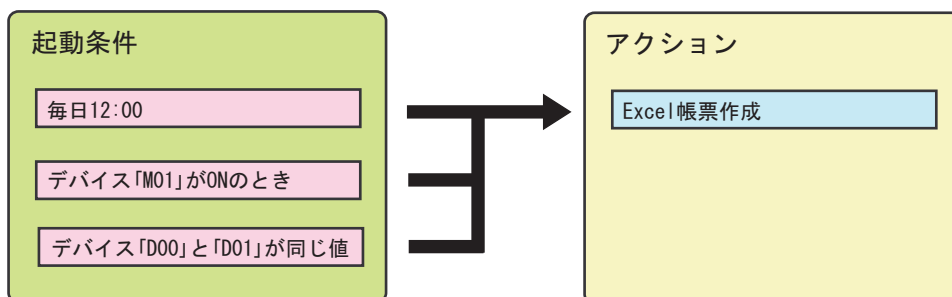 起動条件
毎日12:00
デバイス「M01」がONのとき
デバイス「D00」と「D01」が同じ値
アクション
Excel帳票作成